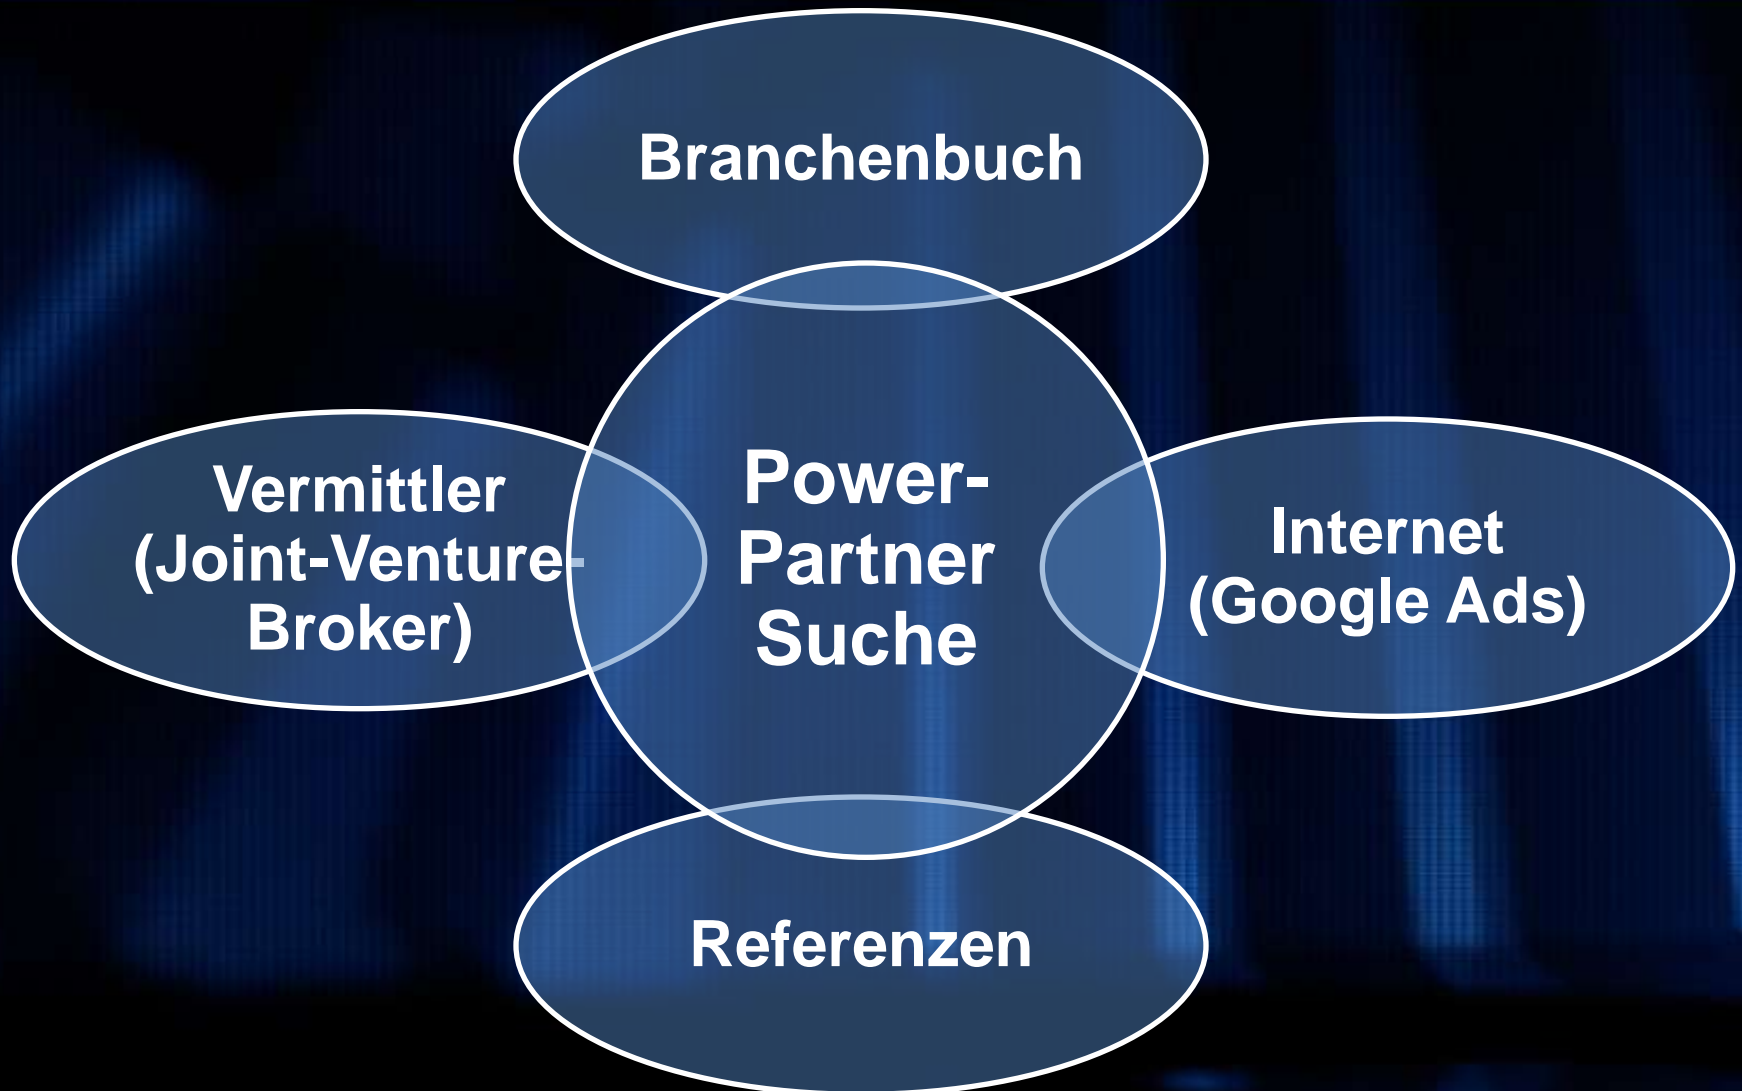 Branchenbuch
Vermittler
(Joint-Venture-
Broker)
Power-
Partner
Suche
Internet
(Google Ads)
Referenzen